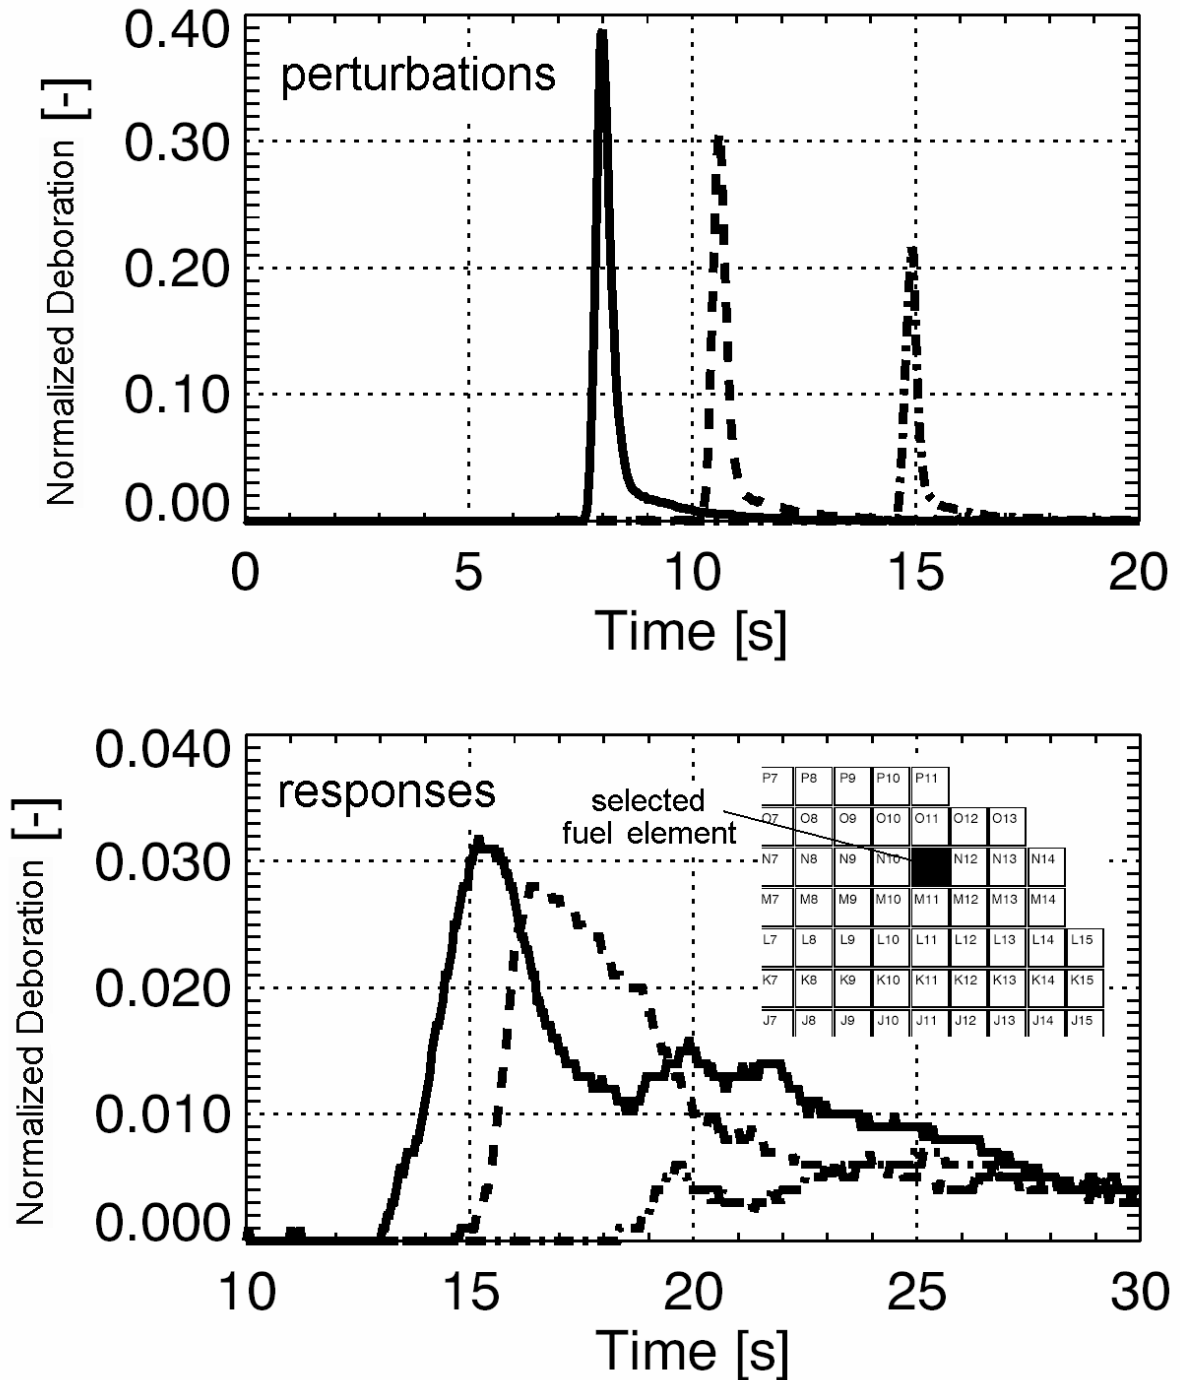 perturbations
Normalized Deboration [-]
0.40
0.30
0.20
0.10
0.00
0 5 10 15 20
Time [s]
responses
Normalized Deboration [-]
0.040
0.030
0.020
0.010
0.000
selected
fuel element
P7 P8 P9 P10 P11
O7 O8 O9 O10 O11 O12 O13
N7 N8 N9 N10 N12 N13 N14
M7 M8 M9 M10 M11 M12 M13 M14
L7 L8 L9 L10 L11 L12 L13 L14 L15
K7 K8 K9 K10 K11 K12 K13 K14 K15
J7 J8 J9 J10 J11 J12 J13 J14 J15
10 15 20 25 30
Time [s]